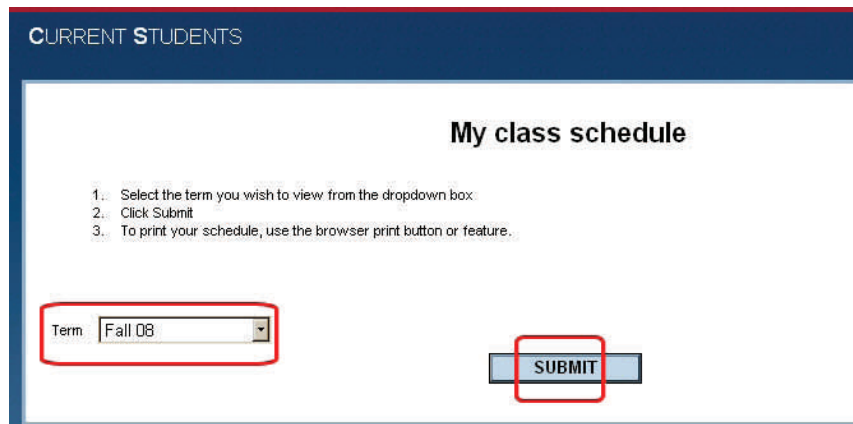 CURRENT STUDENTS
My class schedule
1. Select the term you wish to view from the dropdown box
2. Click Submit
3. To print your schedule, use the browser print button or feature.
Term Fall 08
SUBMIT